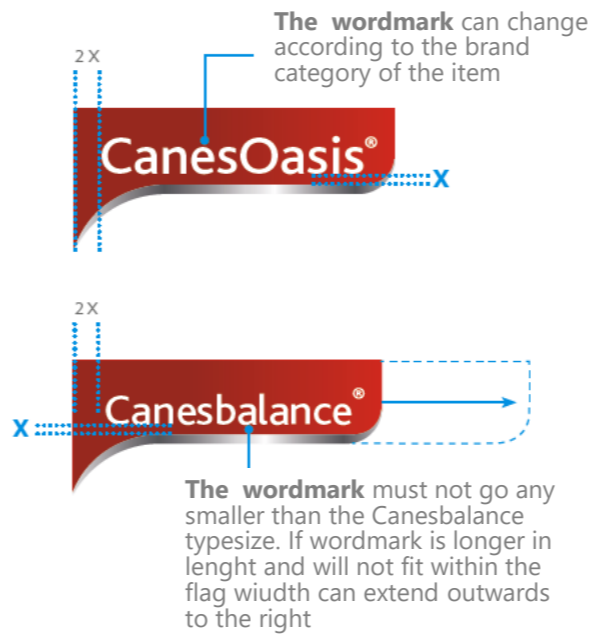 The wordmark can change
according to the brand
category of the item
2X
CanesOasis®
X
2X
Canesbalance®
X
The wordmark must not go any
smaller than the Canesbalance
typesize. If wordmark is longer in
lenght and will not fit within the
flag wiudth can extend outwards
to the right